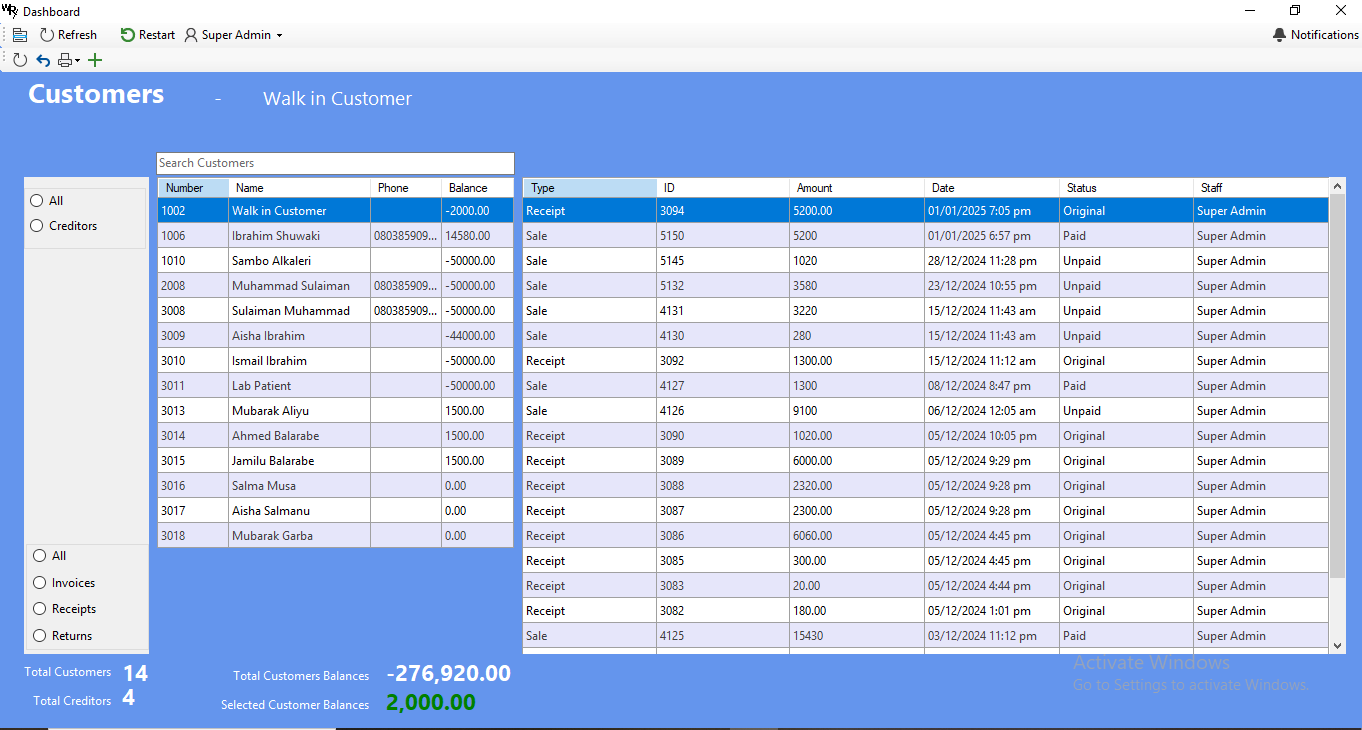 WR Dashboard
Refresh Restart Super Admin Notifications
Customers - Walk in Customer
Search Customers
All
Creditors
Number Name Phone Balance
1002 Walk in Customer -2000.00
1006 Ibrahim Shuwaki 080385909... 14580.00
1010 Sambo Alkaleri -50000.00
2008 Muhammad Sulaiman 080385909... -50000.00
3008 Sulaiman Muhammad 080385909... -50000.00
3009 Aisha Ibrahim -44000.00
3010 Ismail Ibrahim -50000.00
3011 Lab Patient -50000.00
3013 Mubarak Aliyu 1500.00
3014 Ahmed Balarabe 1500.00
3015 Jamilu Balarabe 1500.00
3016 Salma Musa 0.00
3017 Aisha Salmanu 0.00
3018 Mubarak Garba 0.00
Type ID Amount Date Status Staff
Receipt 3094 5200.00 01/01/2025 7:05 pm Original Super Admin
Sale 5150 5200 01/01/2025 6:57 pm Paid Super Admin
Sale 5145 1020 28/12/2024 11:28 pm Unpaid Super Admin
Sale 5132 3580 23/12/2024 10:55 pm Unpaid Super Admin
Sale 4131 3220 15/12/2024 11:43 am Unpaid Super Admin
Sale 4130 280 15/12/2024 11:43 am Unpaid Super Admin
Receipt 3092 1300.00 15/12/2024 11:12 am Original Super Admin
Sale 4127 1300 08/12/2024 8:47 pm Paid Super Admin
Sale 4126 9100 06/12/2024 12:05 am Unpaid Super Admin
Receipt 3090 1020.00 05/12/2024 10:05 pm Original Super Admin
Receipt 3089 6000.00 05/12/2024 9:29 pm Original Super Admin
Receipt 3088 2320.00 05/12/2024 9:28 pm Original Super Admin
Receipt 3087 2300.00 05/12/2024 9:28 pm Original Super Admin
Receipt 3086 6060.00 05/12/2024 4:45 pm Original Super Admin
Receipt 3085 300.00 05/12/2024 4:45 pm Original Super Admin
Receipt 3083 20.00 05/12/2024 4:44 pm Original Super Admin
Receipt 3082 180.00 05/12/2024 1:01 pm Original Super Admin
Sale 4125 15430 03/12/2024 11:12 pm Paid Super Admin
All
Invoices
Receipts
Returns
Total Customers 14
Total Creditors 4
Total Customers Balances -276,920.00
Selected Customer Balances 2,000.00
Activate Windows
Go to Settings to activate Windows.